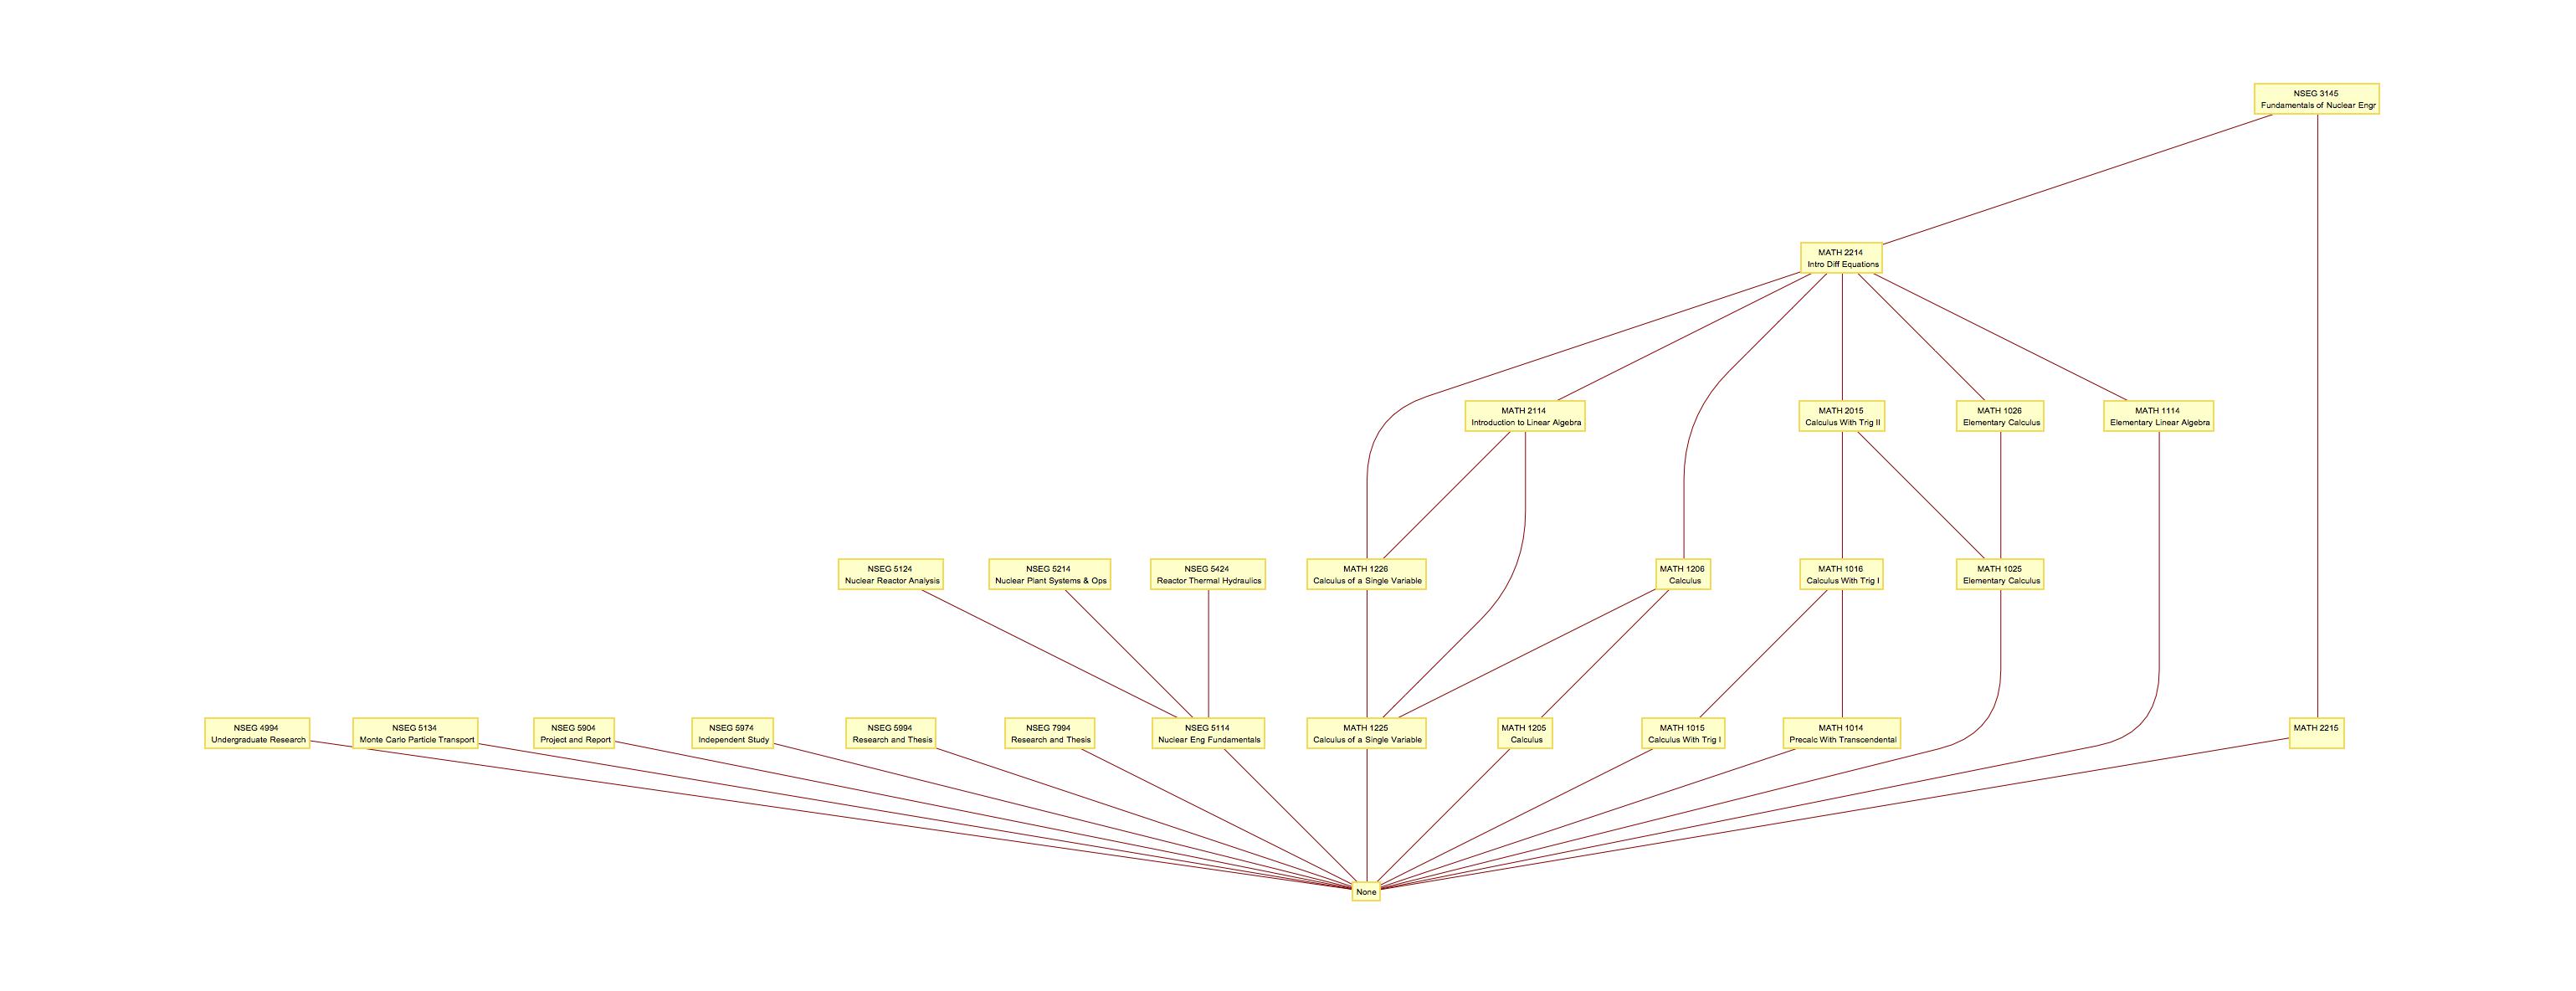 NSEG 3145
Fundamentals of Nuclear Engr
MATH 2214
Intro Diff Equations
MATH 2114
Introduction to Linear Algebra
MATH 2015
Calculus With Trig II
MATH 1026
Elementary Calculus
MATH 1114
Elementary Linear Algebra
NSEG 5124
Nuclear Reactor Analysis
NSEG 5214
Nuclear Plant Systems & Ops
NSEG 5424
Reactor Thermal Hydraulics
MATH 1226
Calculus of a Single Variable
MATH 1206
Calculus
MATH 1016
Calculus With Trig I
MATH 1025
Elementary Calculus
NSEG 4994
Undergraduate Research
NSEG 5134
Monte Carlo Particle Transport
NSEG 5904
Project and Report
NSEG 5974
Independent Study
NSEG 5994
Research and Thesis
NSEG 7994
Research and Thesis
NSEG 5114
Nuclear Eng Fundamentals
MATH 1225
Calculus of a Single Variable
MATH 1205
Calculus
MATH 1015
Calculus With Trig I
MATH 1014
Precalc With Transcendental
MATH 2215
None